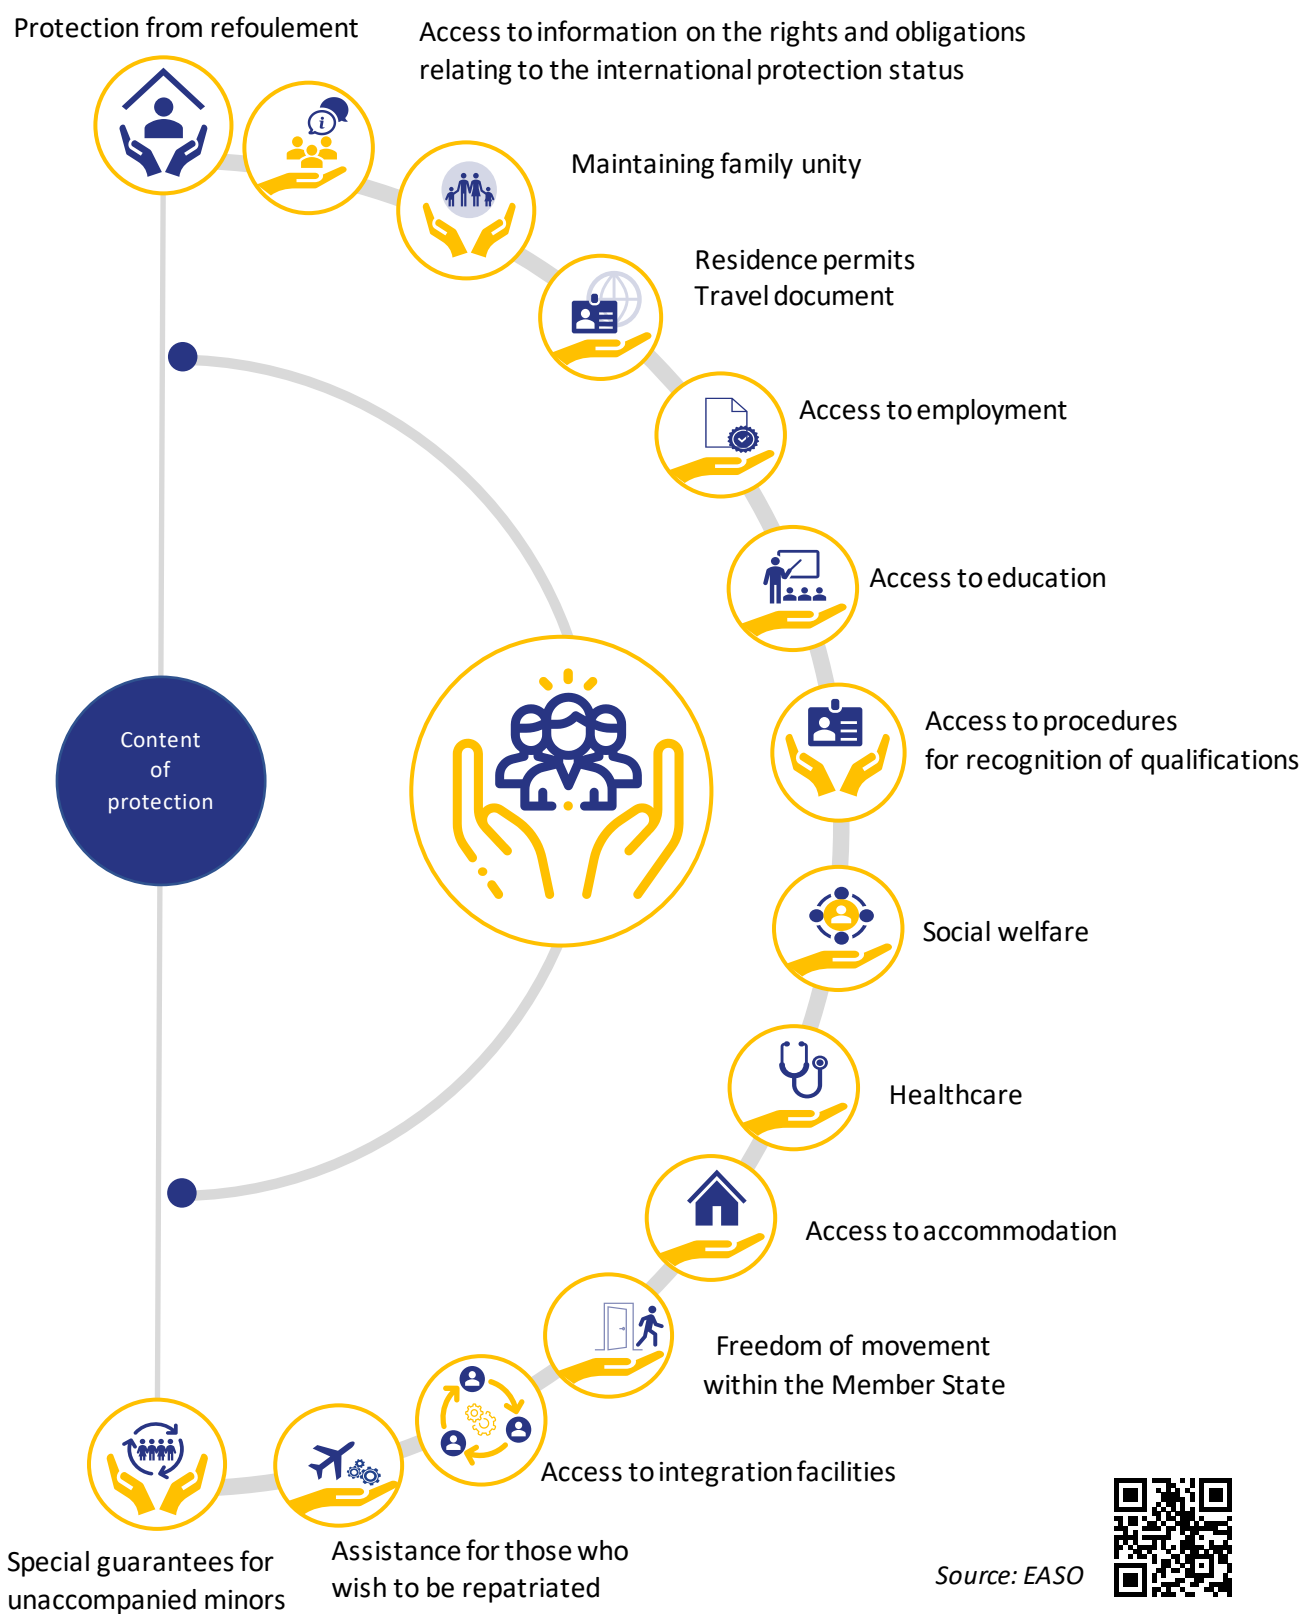 Protection from refoulement
Access to information on the rights and obligations
relating to the international protection status
Maintaining family unity
Residence permits
Travel document
Access to employment
Access to education
Content
of
protection
Access to procedures
for recognition of qualifications
Social welfare
Healthcare
Access to accommodation
Freedom of movement
within the Member State
Access to integration facilities
Assistance for those who
wish to be repatriated
Special guarantees for
unaccompanied minors
Source: EASO